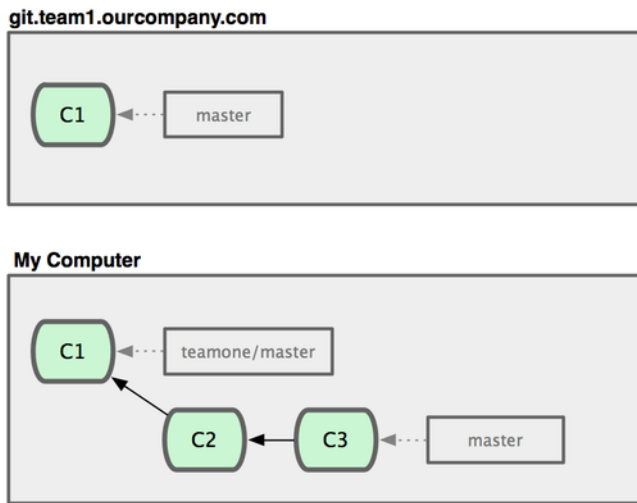 git.team1.ourcompany.com
C1
master
My Computer
C1
teamone/master
C2
C3
master